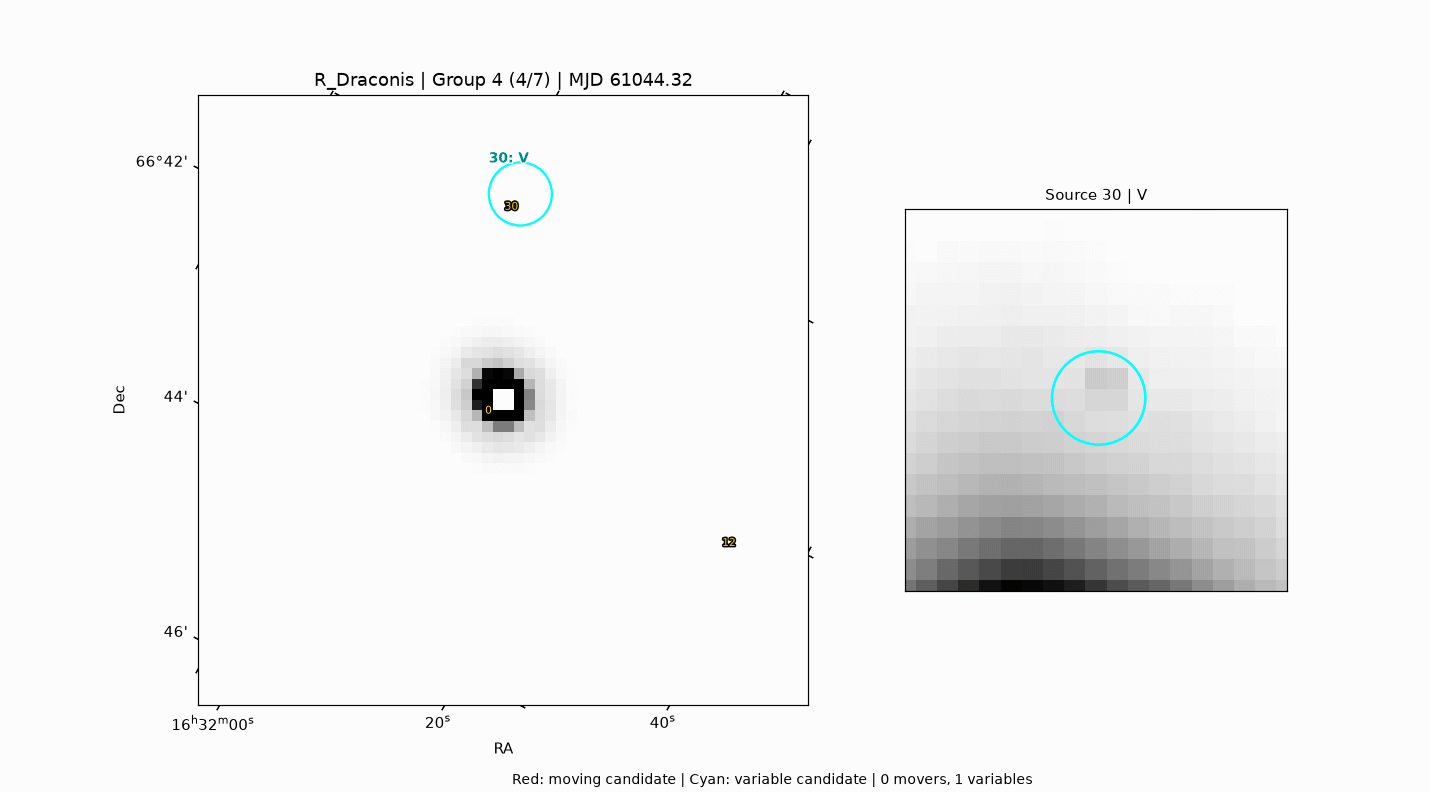 R_Draconis | Group 4 (4/7) | MJD 61044.32
66°42'
30: V
30
Source 30 | V
44'
0
Dec
12
46'
16ʰ32ᵐ00ˢ
20ˢ
40ˢ
RA
Red: moving candidate | Cyan: variable candidate | 0 movers, 1 variables